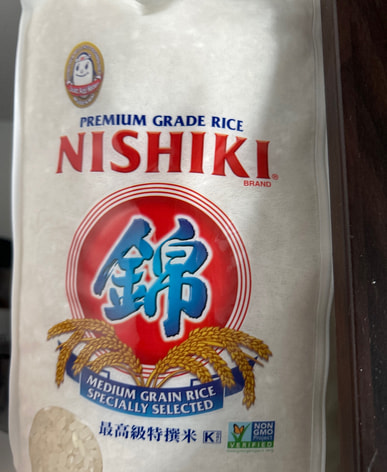 PREMIUM GRADE RICE
NISHIKI®
BRAND
錦
MEDIUM GRAIN RICE
SPECIALLY SELECTED
最高級特撰米 K
NON
GMO
Project
VERIFIED